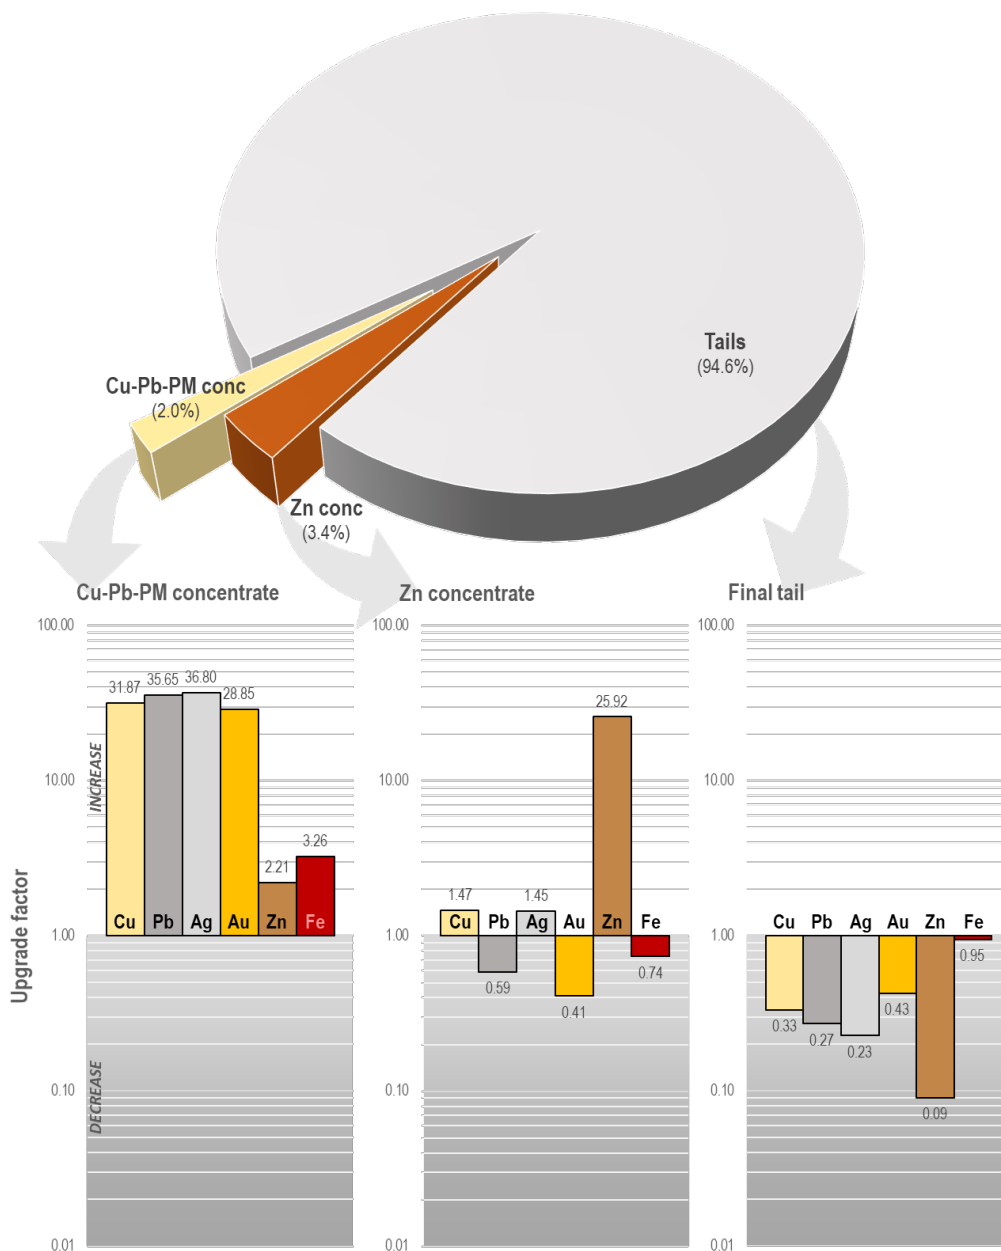 Tails
(94.6%)
Cu-Pb-PM conc
(2.0%)
Zn conc
(3.4%)
Cu-Pb-PM concentrate
Zn concentrate
Final tail
Upgrade factor
100.00
10.00
1.00
0.10
0.01
INCREASE
DECREASE
31.87
35.65
36.80
28.85
2.21
3.26
Cu
Pb
Ag
Au
Zn
Fe
100.00
10.00
1.00
0.10
0.01
1.47
0.59
1.45
0.41
25.92
0.74
Cu
Pb
Ag
Au
Zn
Fe
100.00
10.00
1.00
0.10
0.01
Cu
Pb
Ag
Au
Zn
Fe
0.33
0.27
0.23
0.43
0.09
0.95